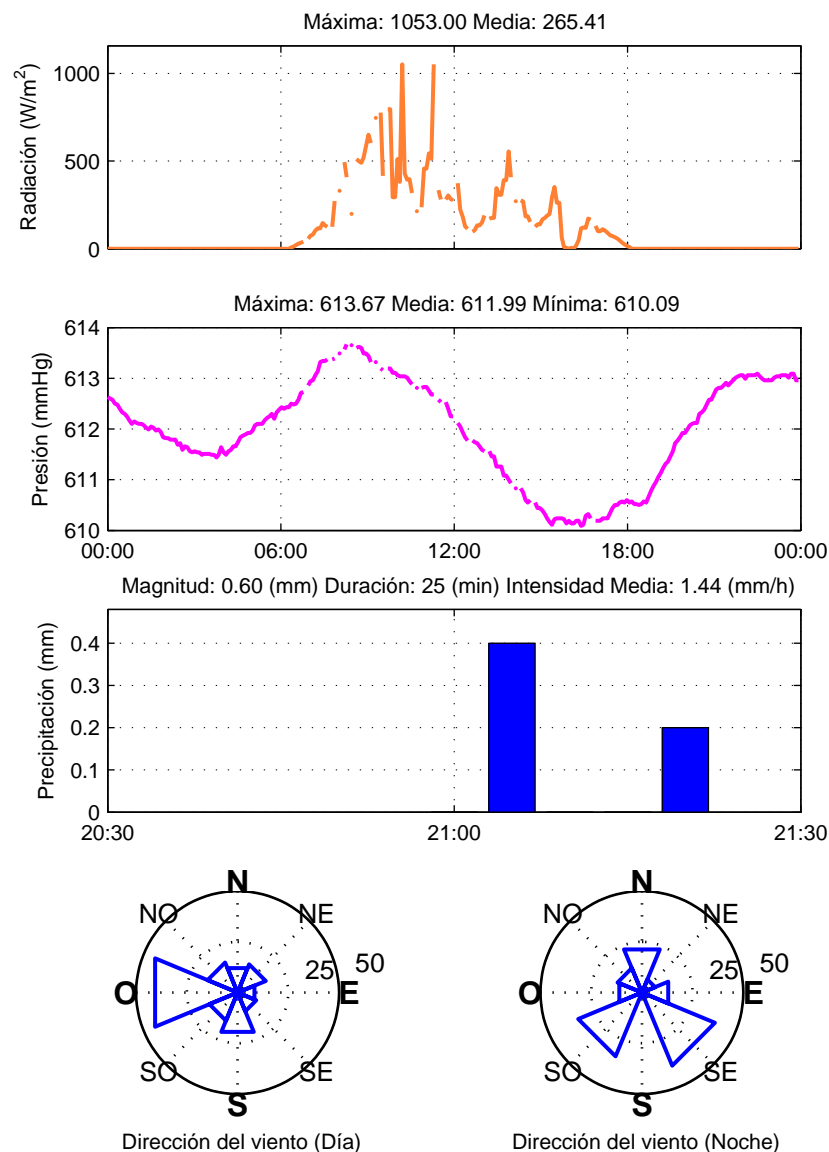 Máxima: 1053.00 Media: 265.41
1000
500
0
Radiación (W/m²)
Máxima: 613.67 Media: 611.99 Mínima: 610.09
614
613
612
611
610
Presión (mmHg)
00:00 06:00 12:00 18:00 00:00
Magnitud: 0.60 (mm) Duración: 25 (min) Intensidad Media: 1.44 (mm/h)
0.4
0.3
0.2
0.1
0
Precipitación (mm)
20:30 21:00 21:30
N
NO NE
25 50
O E
SO SE
S
Dirección del viento (Día)
N
NO NE
25 50
O E
SO SE
S
Dirección del viento (Noche)